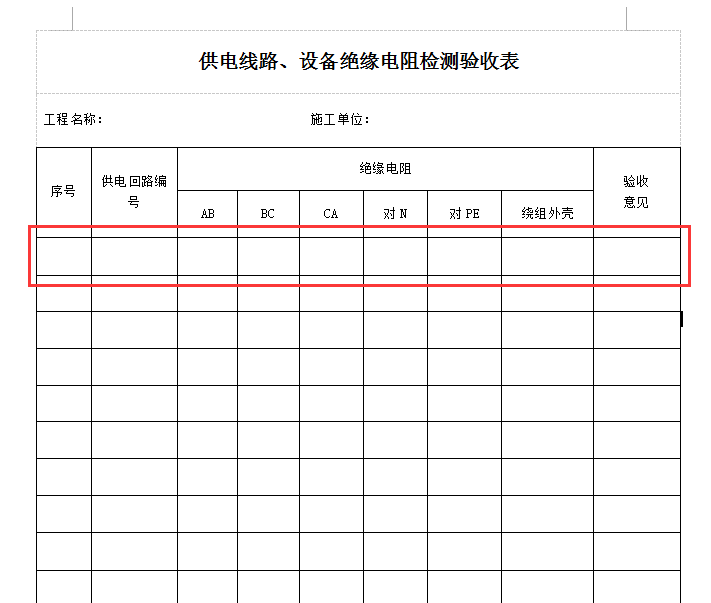 供电线路、设备绝缘电阻检测验收表
工程名称： 施工单位：
序号
供电回路编
号
绝缘电阻
验收
意见
AB BC CA 对N 对PE 绕组外壳